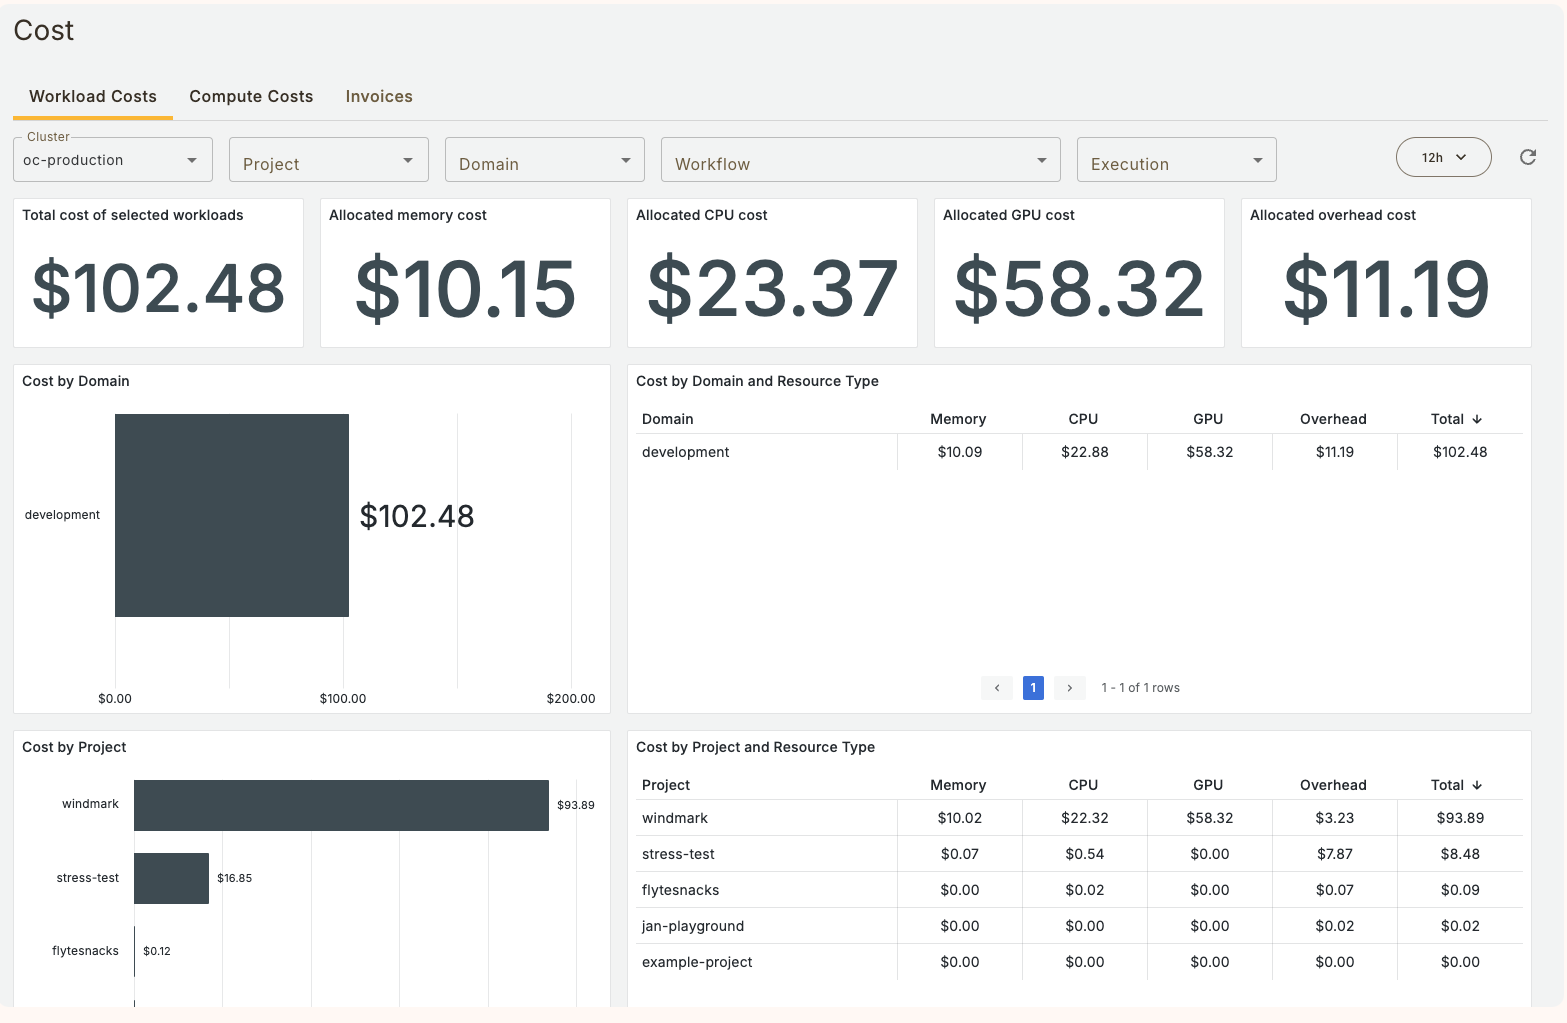 Cost
Workload Costs Compute Costs Invoices
Cluster
oc-production Project Domain Workflow Execution 12h
Total cost of selected workloads Allocated memory cost Allocated CPU cost Allocated GPU cost Allocated overhead cost
$102.48 $10.15 $23.37 $58.32 $11.19
Cost by Domain
development $102.48
$0.00 $100.00 $200.00
Cost by Domain and Resource Type
Domain Memory CPU GPU Overhead Total ↓
development $10.09 $22.88 $58.32 $11.19 $102.48
‹ 1 › 1 - 1 of 1 rows
Cost by Project
windmark $93.89
stress-test $16.85
flytesnacks $0.12
Cost by Project and Resource Type
Project Memory CPU GPU Overhead Total ↓
windmark $10.02 $22.32 $58.32 $3.23 $93.89
stress-test $0.07 $0.54 $0.00 $7.87 $8.48
flytesnacks $0.00 $0.02 $0.00 $0.07 $0.09
jan-playground $0.00 $0.00 $0.00 $0.02 $0.02
example-project $0.00 $0.00 $0.00 $0.00 $0.00